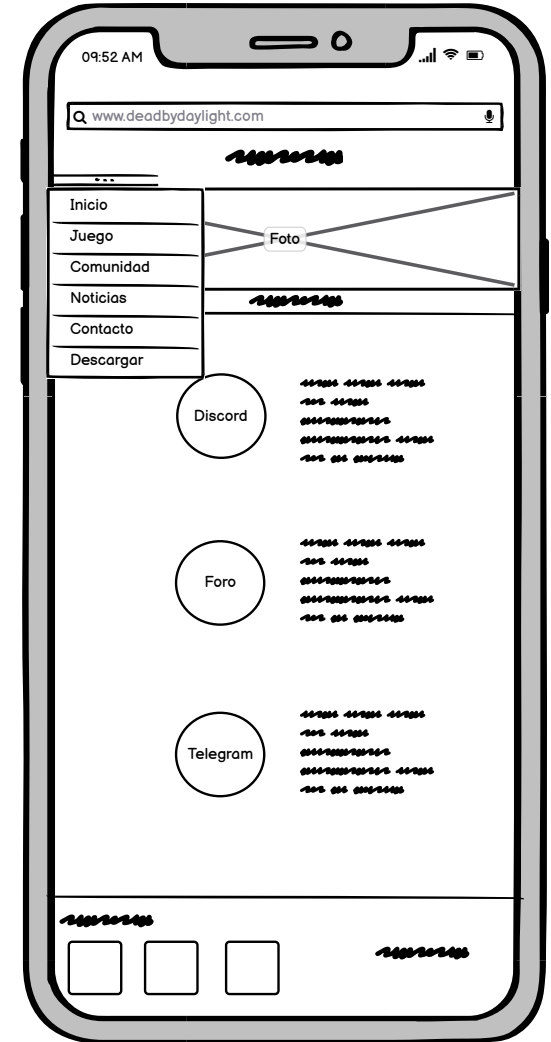 09:52 AM
www.deadbydaylight.com
Inicio
Juego
Comunidad
Noticias
Contacto
Descargar
Foto
Discord
Foro
Telegram